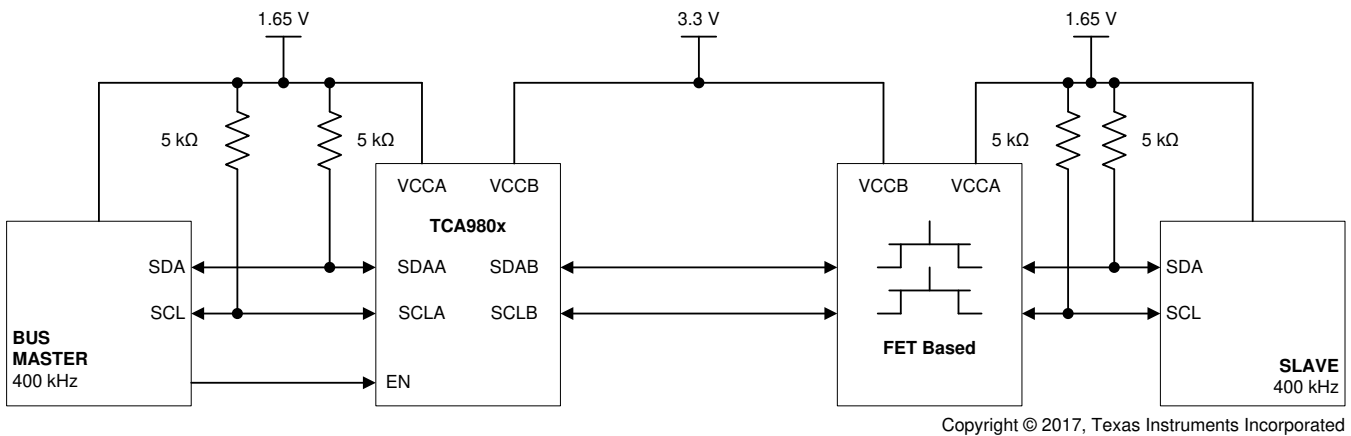 1.65 V
3.3 V
1.65 V
5 kΩ
5 kΩ
5 kΩ
5 kΩ
VCCA
VCCB
VCCB
VCCA
TCA980x
SDA
SDAA
SDAB
SDA
SCL
SCLA
SCLB
SCL
BUS
MASTER
400 kHz
EN
FET Based
SLAVE
400 kHz
Copyright © 2017, Texas Instruments Incorporated